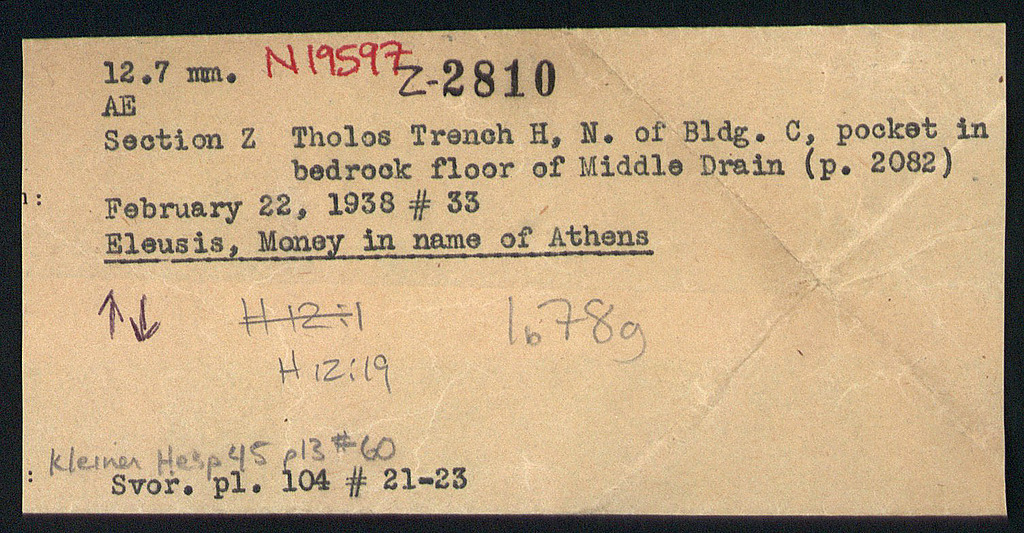 12.7 mm. N19597 Z-2810
AE
Section Z Tholos Trench H, N. of Bldg. C, pocket in
bedrock floor of Middle Drain (p. 2082)
:
February 22, 1938 # 33
Eleusis, Money in name of Athens
↑↓ H 12:1 1.78g
H 12:19
Kleiner Hesp 45 p13 #60
: Svor. pl. 104 # 21-23